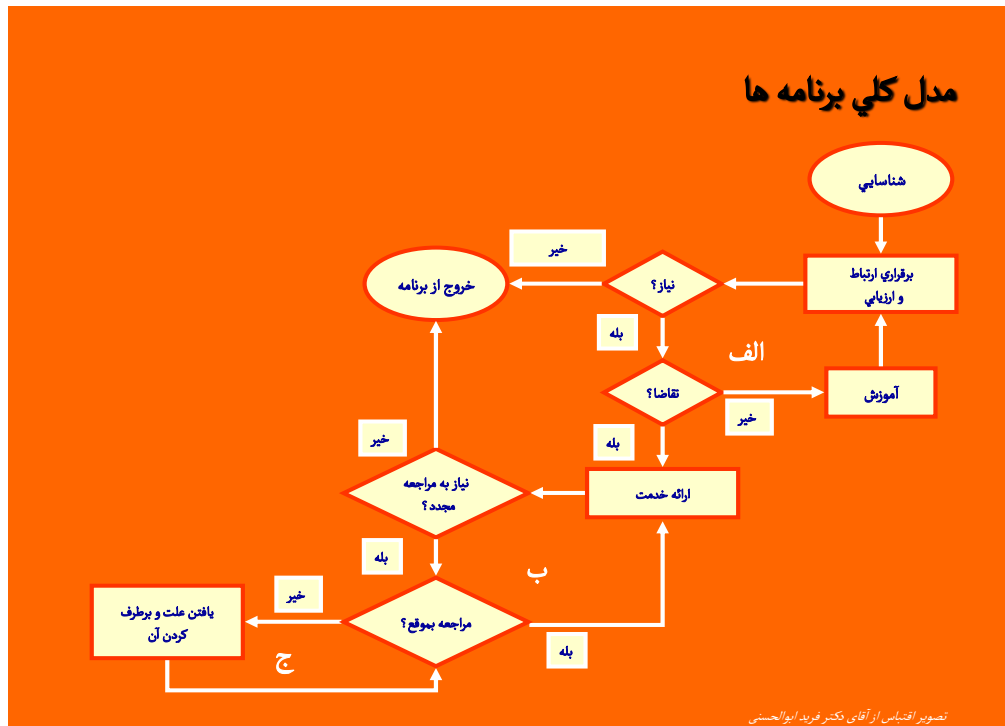 مدل كلي برنامه ها
شناسايي
برقراري ارتباط
و ارزيابي
خير
نياز؟
خروج از برنامه
بله
الف
تقاضا؟
آموزش
خير
خير
بله
نياز به مراجعه
مجدد؟
ارائه خدمت
بله
ب
خير
يافتن علت و برطرف
كردن آن
مراجعه بموقع؟
بله
ج
تصویر اقتباس از آقای دکتر فرید ابوالحسنی